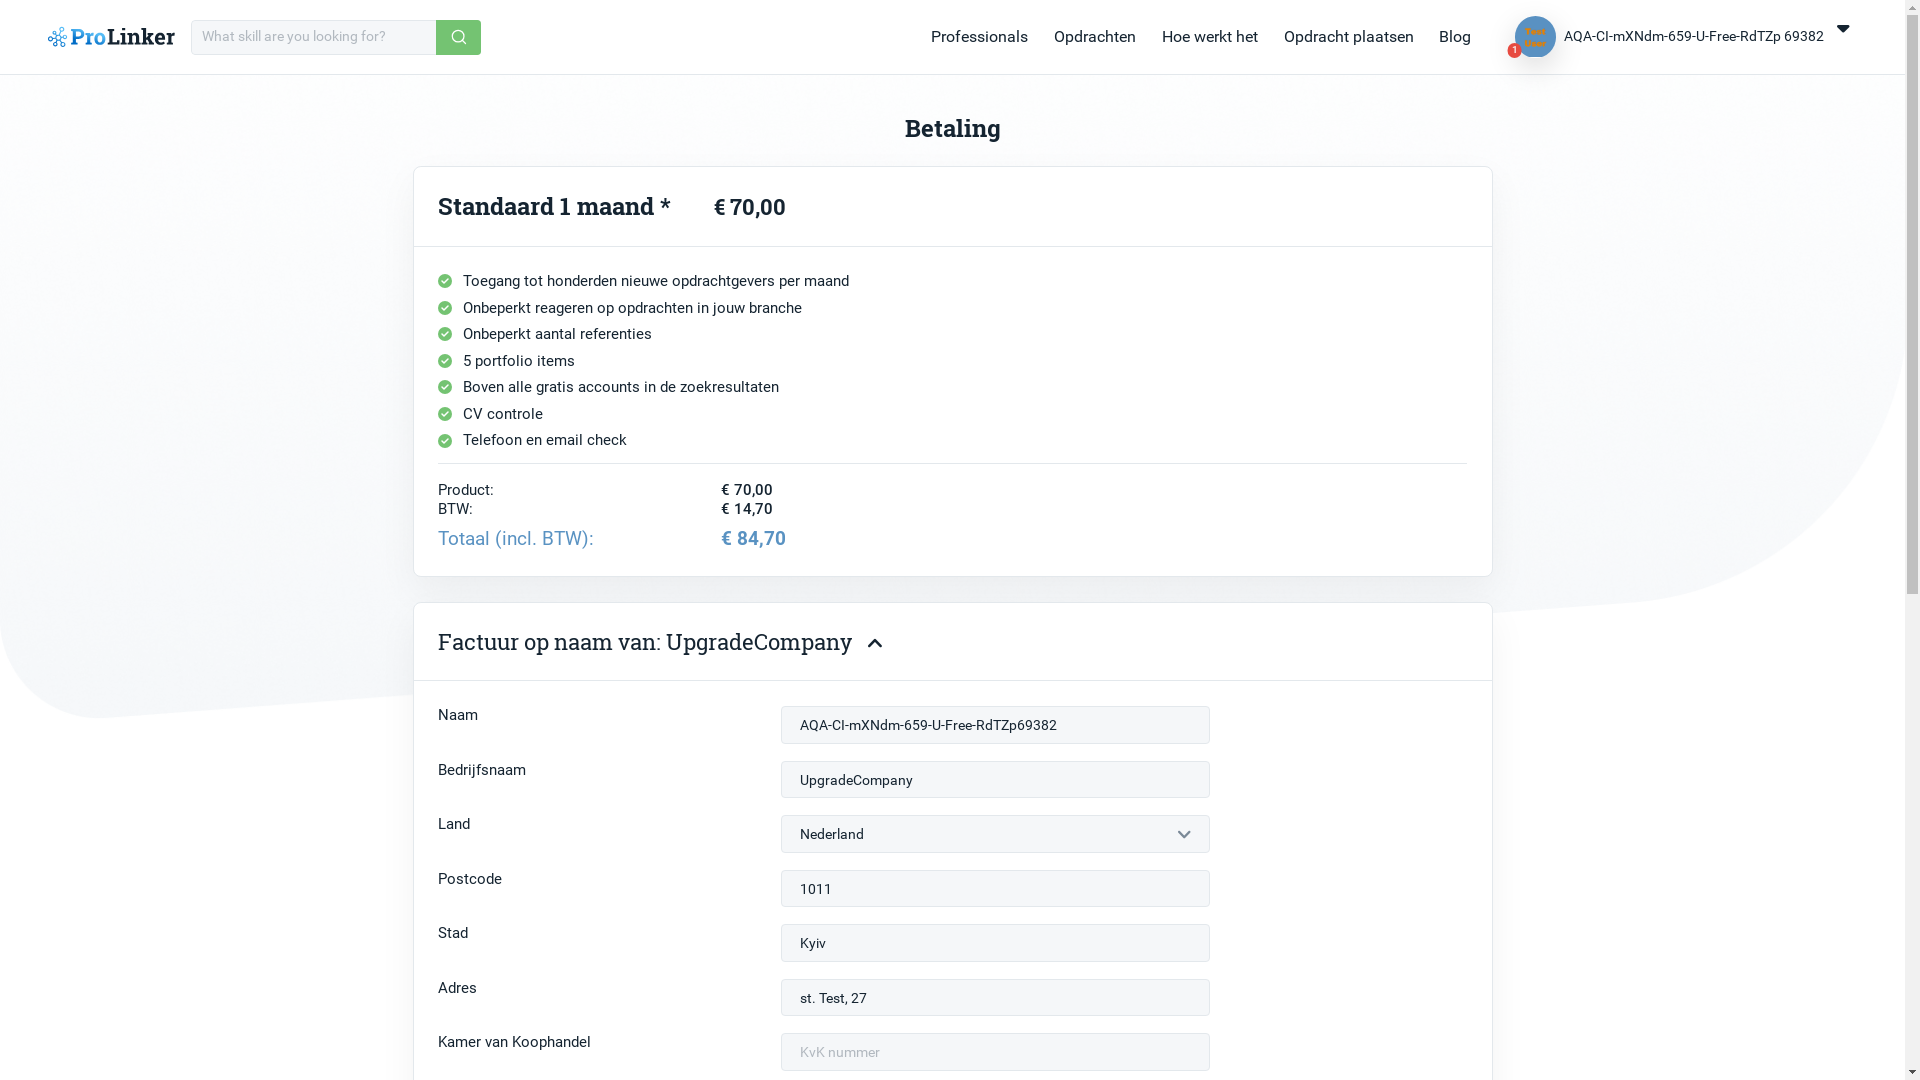 ProLinker
What skill are you looking for?
Professionals
Opdrachten
Hoe werkt het
Opdracht plaatsen
Blog
Test
User
1
AQA-CI-mXNdm-659-U-Free-RdTZp 69382
Betaling
Standaard 1 maand * € 70,00
Toegang tot honderden nieuwe opdrachtgevers per maand
Onbeperkt reageren op opdrachten in jouw branche
Onbeperkt aantal referenties
5 portfolio items
Boven alle gratis accounts in de zoekresultaten
CV controle
Telefoon en email check
Product: € 70,00
BTW: € 14,70
Totaal (incl. BTW): € 84,70
Factuur op naam van: UpgradeCompany
Naam AQA-CI-mXNdm-659-U-Free-RdTZp69382
Bedrijfsnaam UpgradeCompany
Land Nederland
Postcode 1011
Stad Kyiv
Adres st. Test, 27
Kamer van Koophandel KvK nummer